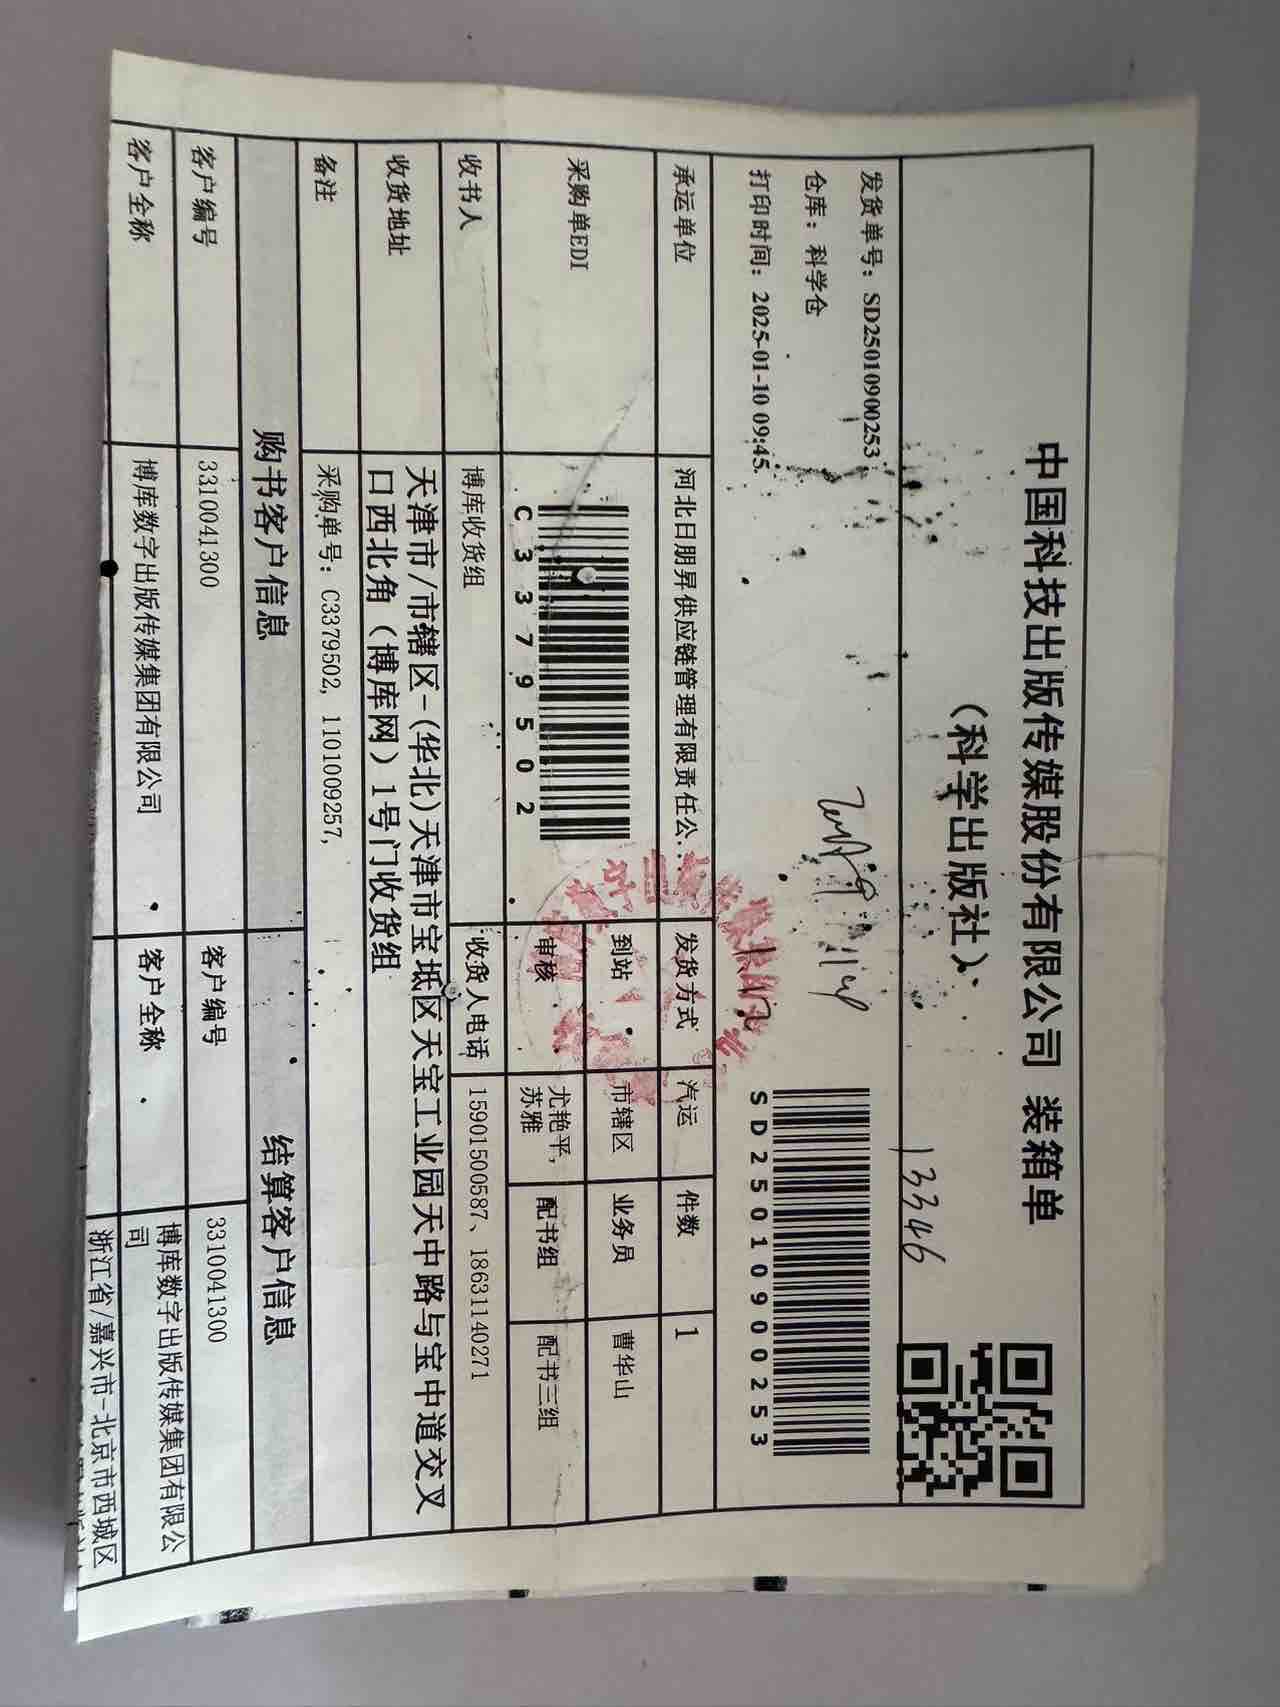 中国科技出版传媒股份有限公司 装箱单
(科学出版社)
13346
发货单号: SD250109000253
仓库: 科学仓
打印时间: 2025-01-10 09:45
SD250109000253
承运单位 河北日朋昇供应链管理有限责任公.. 发货方式 汽运 件数 1
采购单EDI C3379502 到站 市辖区 业务员 曹华山
审核 尤艳平, 苏雅 配书组 配书三组
收书人 博库收货组 收货人电话 15901500587、18631140271
收货地址 天津市/市辖区-(华北)天津市宝坻区天宝工业园天中路与宝中道交叉
口西北角(博库网)1号门收货组
备注 采购单号: C3379502, 1101009257,
购书客户信息 结算客户信息
客户编号 3310041300 客户编号 3310041300
客户全称 博库数字出版传媒集团有限公司 客户全称 博库数字出版传媒集团有限公
司
浙江省/嘉兴市-北京市西城区